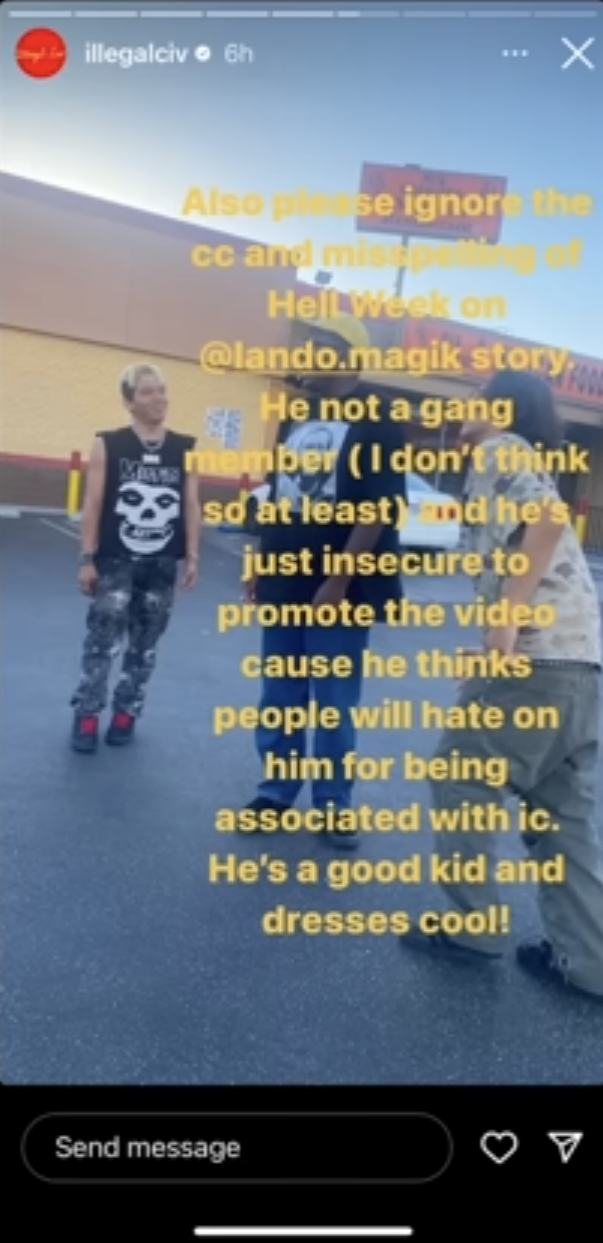 illegalciv 6h
Also please ignore the
cc and misspelling of
Hell Week on
@lando.magik story.
He not a gang
member ( I don't think
so at least) and he's
just insecure to
promote the video
cause he thinks
people will hate on
him for being
associated with ic.
He's a good kid and
dresses cool!
Send message